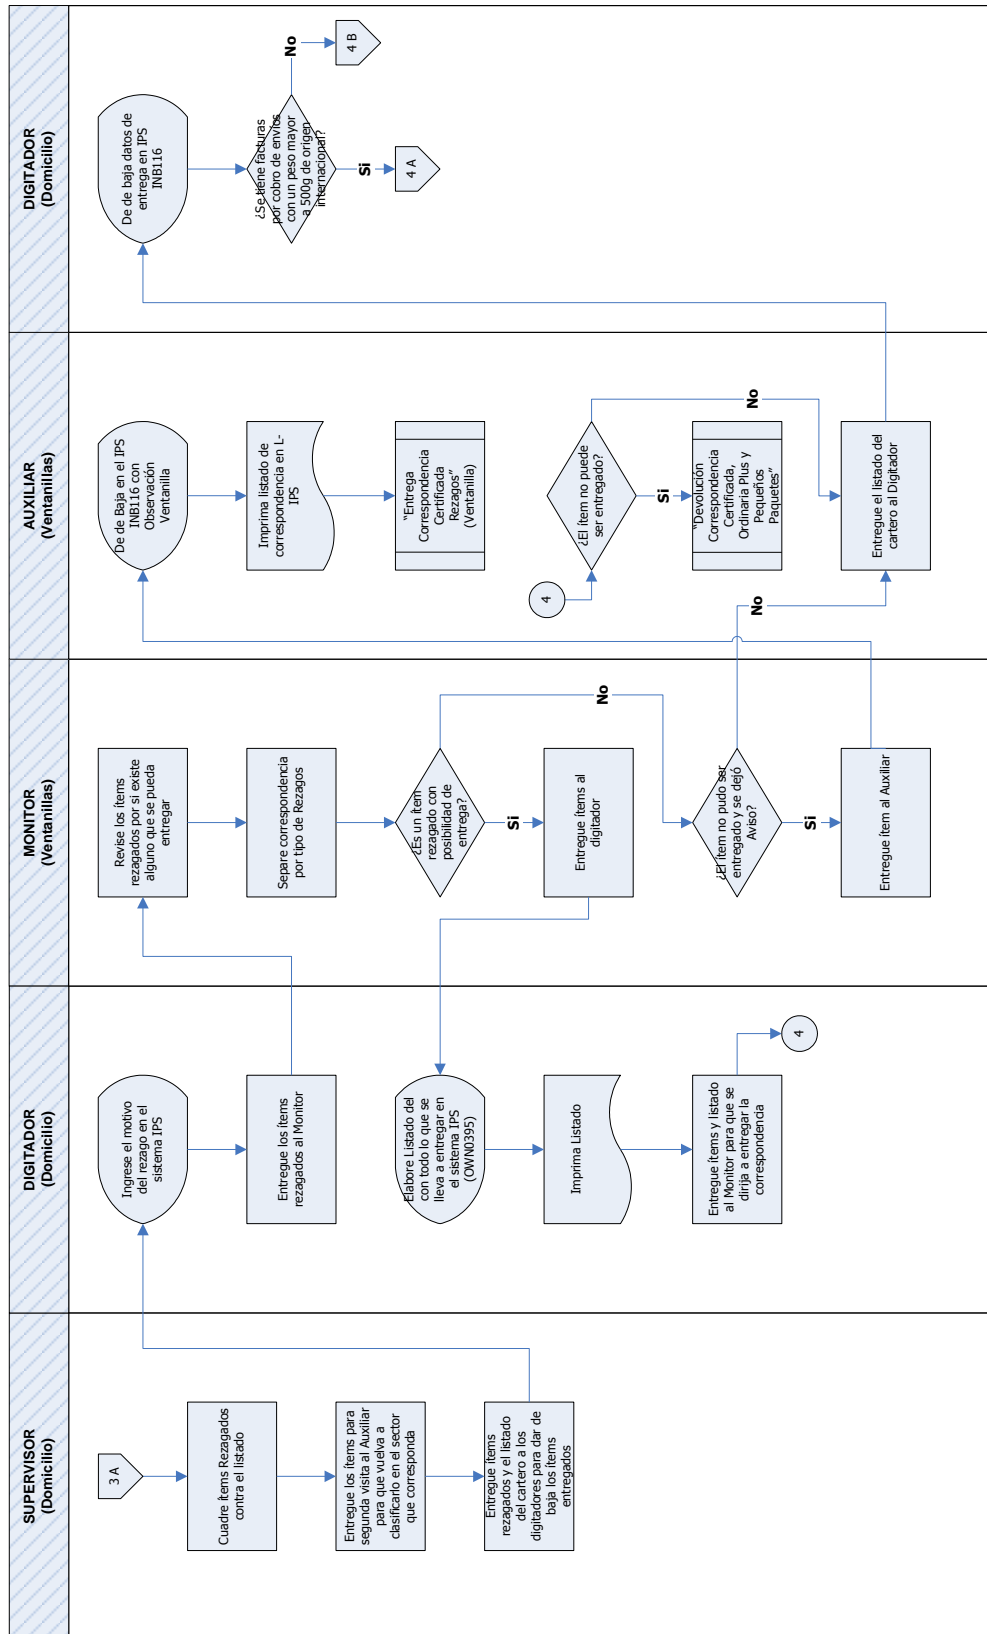 SUPERVISOR
(Domicilio)
3 A
Cuadre ítems Rezagados
contra el listado
Entregue los ítems para
segunda visita al Auxiliar
para que vuelva a
clasificarlo en el sector
que corresponda
Entregue ítems
rezagados y el listado
del cartero a los
digitadores para dar de
baja los ítems
entregados
DIGITADOR
(Domicilio)
Ingrese el motivo
del rezago en el
sistema IPS
Entregue los ítems
rezagados al Monitor
Elabore Listado del
con todo lo que se
lleva a entregar en
el sistema IPS
(OWN0395)
Imprima Listado
Entregue ítems y listado
al Monitor para que se
dirija a entregar la
correspondencia
4
MONITOR
(Ventanillas)
Revise los ítems
rezagados por si existe
alguno que se pueda
entregar
Separe correspondencia
por tipo de Rezagos
¿Es un ítem
rezagado con
posibilidad de
entrega?
No
Si
Entregue items al
digitador
¿El ítem no pudo ser
entregado y se dejó
Aviso?
No
Si
Entregue ítem al Auxiliar
AUXILIAR
(Ventanillas)
De de Baja en el IPS
INB116 con
Observación
Ventanilla
Imprima listado de
correspondencia en L-
IPS
"Entrega
Correspondencia
Certificada
Rezagos"
(Ventanilla)
4
¿El ítem no puede
ser entregado?
No
Si
"Devolución
Correspondencia
Certificada,
Ordinaria Plus y
Pequeños
Paquetes"
Entregue el listado del
cartero al Digitador
DIGITADOR
(Domicilio)
De de baja datos de
entrega en IPS
INB116
¿Se tiene facturas
por cobro de envíos
con un peso mayor
a 500g de origen
internacional?
No
4 B
Si
4 A